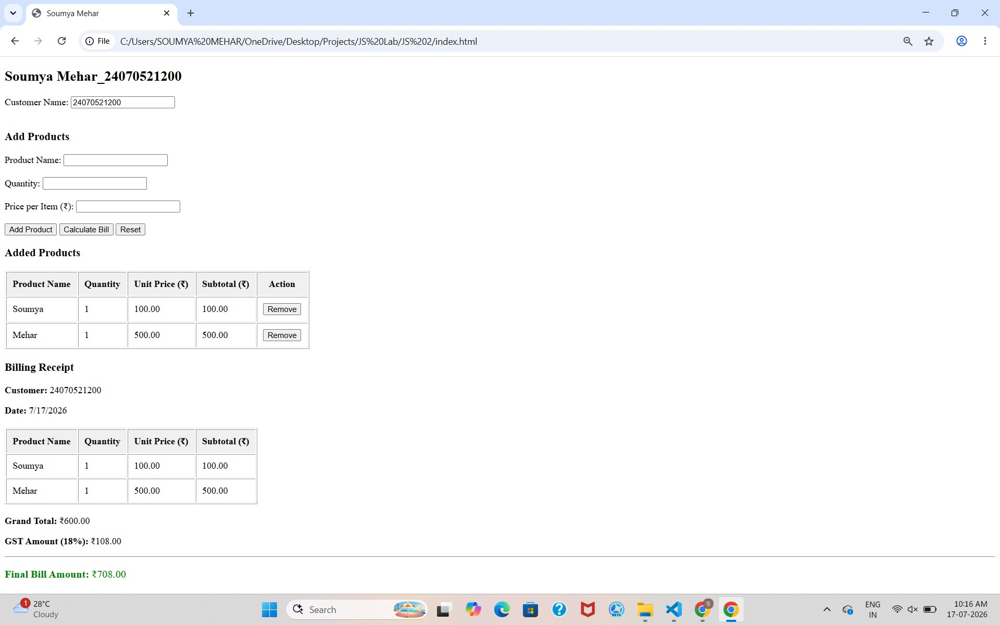 Soumya Mehar
File C:/Users/SOUMYA%20MEHAR/OneDrive/Desktop/Projects/JS%20Lab/JS%202/index.html
Soumya Mehar_24070521200
Customer Name: 24070521200
Add Products
Product Name:
Quantity:
Price per Item (₹):
Add Product Calculate Bill Reset
Added Products
Product Name Quantity Unit Price (₹) Subtotal (₹) Action
Soumya 1 100.00 100.00 Remove
Mehar 1 500.00 500.00 Remove
Billing Receipt
Customer: 24070521200
Date: 7/17/2026
Product Name Quantity Unit Price (₹) Subtotal (₹)
Soumya 1 100.00 100.00
Mehar 1 500.00 500.00
Grand Total: ₹600.00
GST Amount (18%): ₹108.00
Final Bill Amount: ₹708.00
1 28°C
Cloudy
Search
BETA
S
ENG
IN
10:16 AM
17-07-2026